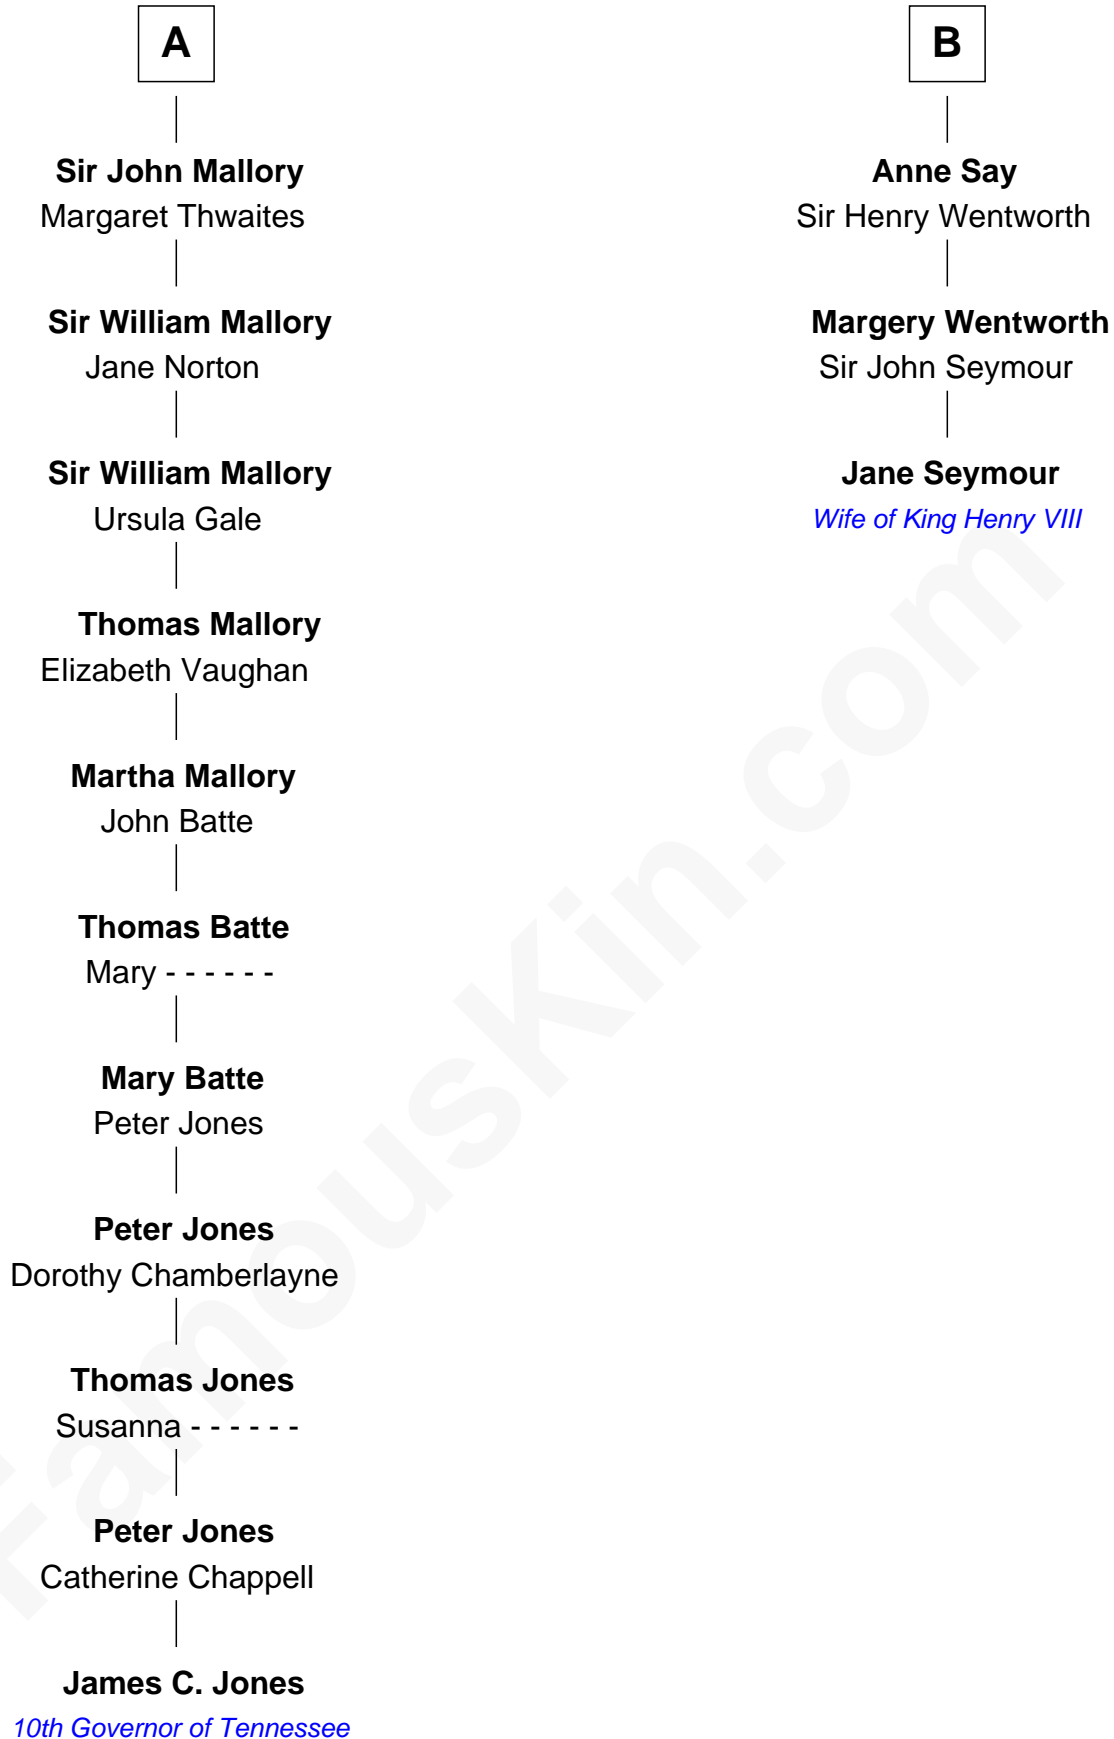 A
Sir John Mallory
Margaret Thwaites
Sir William Mallory
Jane Norton
Sir William Mallory
Ursula Gale
Thomas Mallory
Elizabeth Vaughan
Martha Mallory
John Batte
Thomas Batte
Mary - - - - - -
Mary Batte
Peter Jones
Peter Jones
Dorothy Chamberlayne
Thomas Jones
Susanna - - - - - -
Peter Jones
Catherine Chappell
James C. Jones
10th Governor of Tennessee
B
Anne Say
Sir Henry Wentworth
Margery Wentworth
Sir John Seymour
Jane Seymour
Wife of King Henry VIII
FamousKin.com